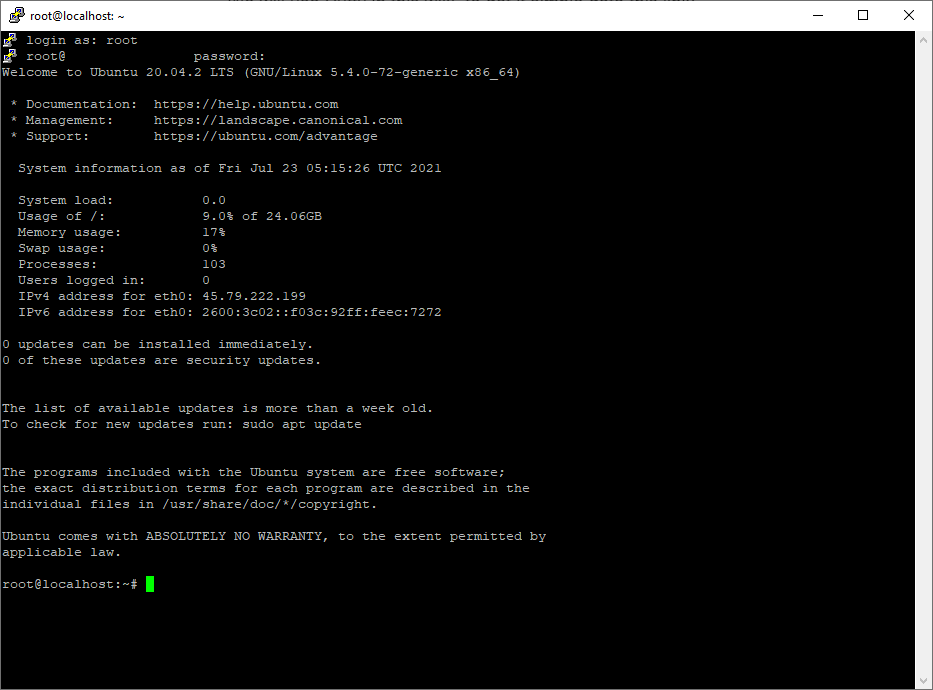 root@localhost: ~
login as: root
root@ password:
Welcome to Ubuntu 20.04.2 LTS (GNU/Linux 5.4.0-72-generic x86_64)
* Documentation: https://help.ubuntu.com
* Management: https://landscape.canonical.com
* Support: https://ubuntu.com/advantage
System information as of Fri Jul 23 05:15:26 UTC 2021
System load: 0.0
Usage of /: 9.0% of 24.06GB
Memory usage: 17%
Swap usage: 0%
Processes: 103
Users logged in: 0
IPv4 address for eth0: 45.79.222.199
IPv6 address for eth0: 2600:3c02::f03c:92ff:feec:7272
0 updates can be installed immediately.
0 of these updates are security updates.
The list of available updates is more than a week old.
To check for new updates run: sudo apt update
The programs included with the Ubuntu system are free software;
the exact distribution terms for each program are described in the
individual files in /usr/share/doc/*/copyright.
Ubuntu comes with ABSOLUTELY NO WARRANTY, to the extent permitted by
applicable law.
root@localhost:~#